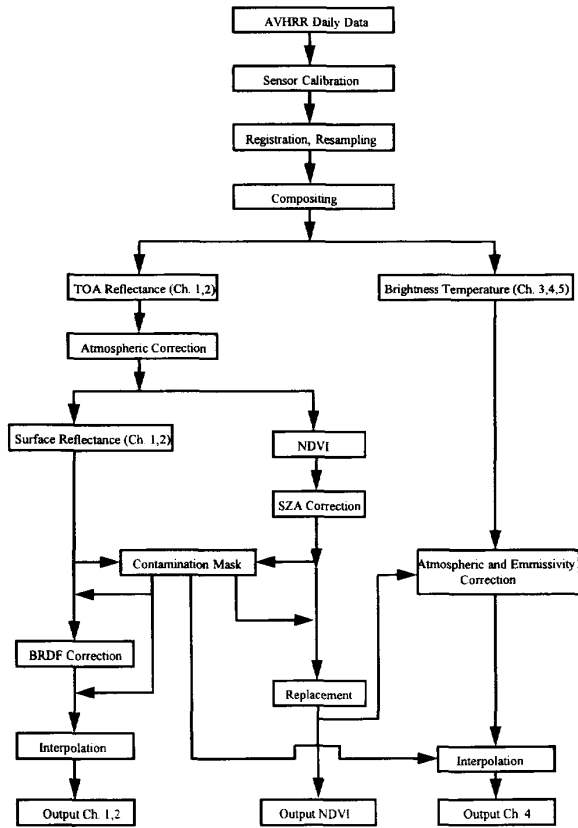 AVHRR Daily Data
Sensor Calibration
Registration, Resampling
Compositing
TOA Reflectance (Ch. 1,2)
Brightness Temperature (Ch. 3,4,5)
Atmospheric Correction
Surface Reflectance (Ch. 1,2)
NDVI
SZA Correction
Contamination Mask
Atmospheric and Emmissivity
Correction
BRDF Correction
Replacement
Interpolation
Interpolation
Output Ch. 1,2
Output NDVI
Output Ch. 4